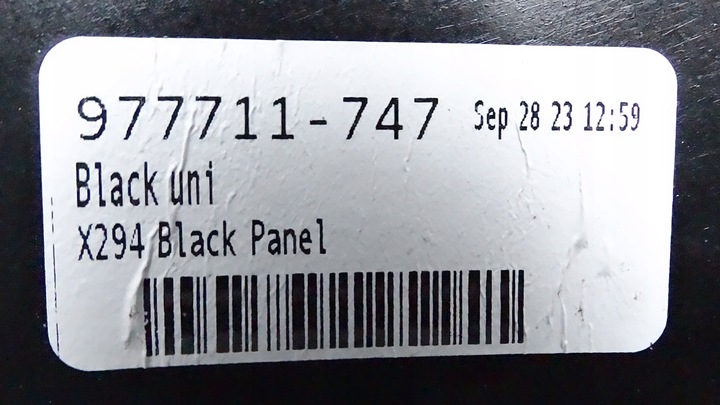 977711-747 Sep 28 23 12:59
Black uni
X294 Black Panel